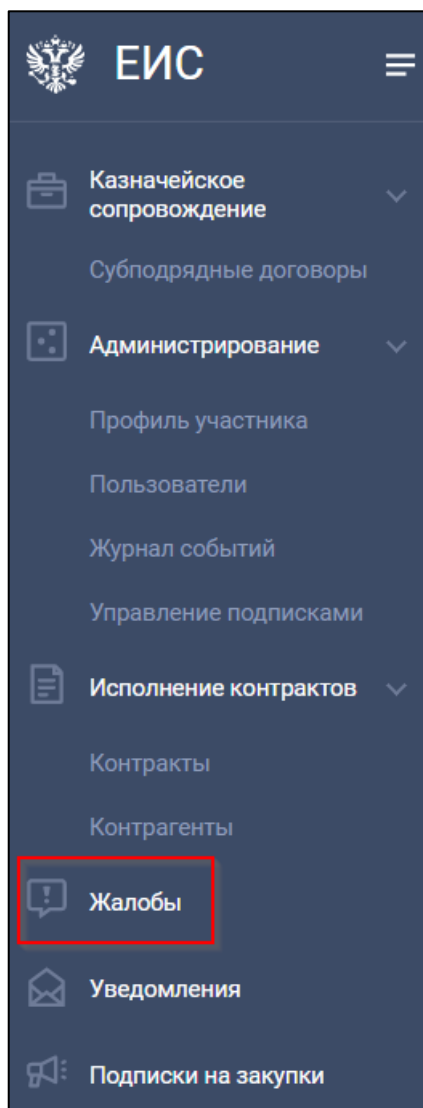 ЕИС
Казначейское
сопровождение
Субподрядные договоры
Администрирование
Профиль участника
Пользователи
Журнал событий
Управление подписками
Исполнение контрактов
Контракты
Контрагенты
Жалобы
Уведомления
Подписки на закупки